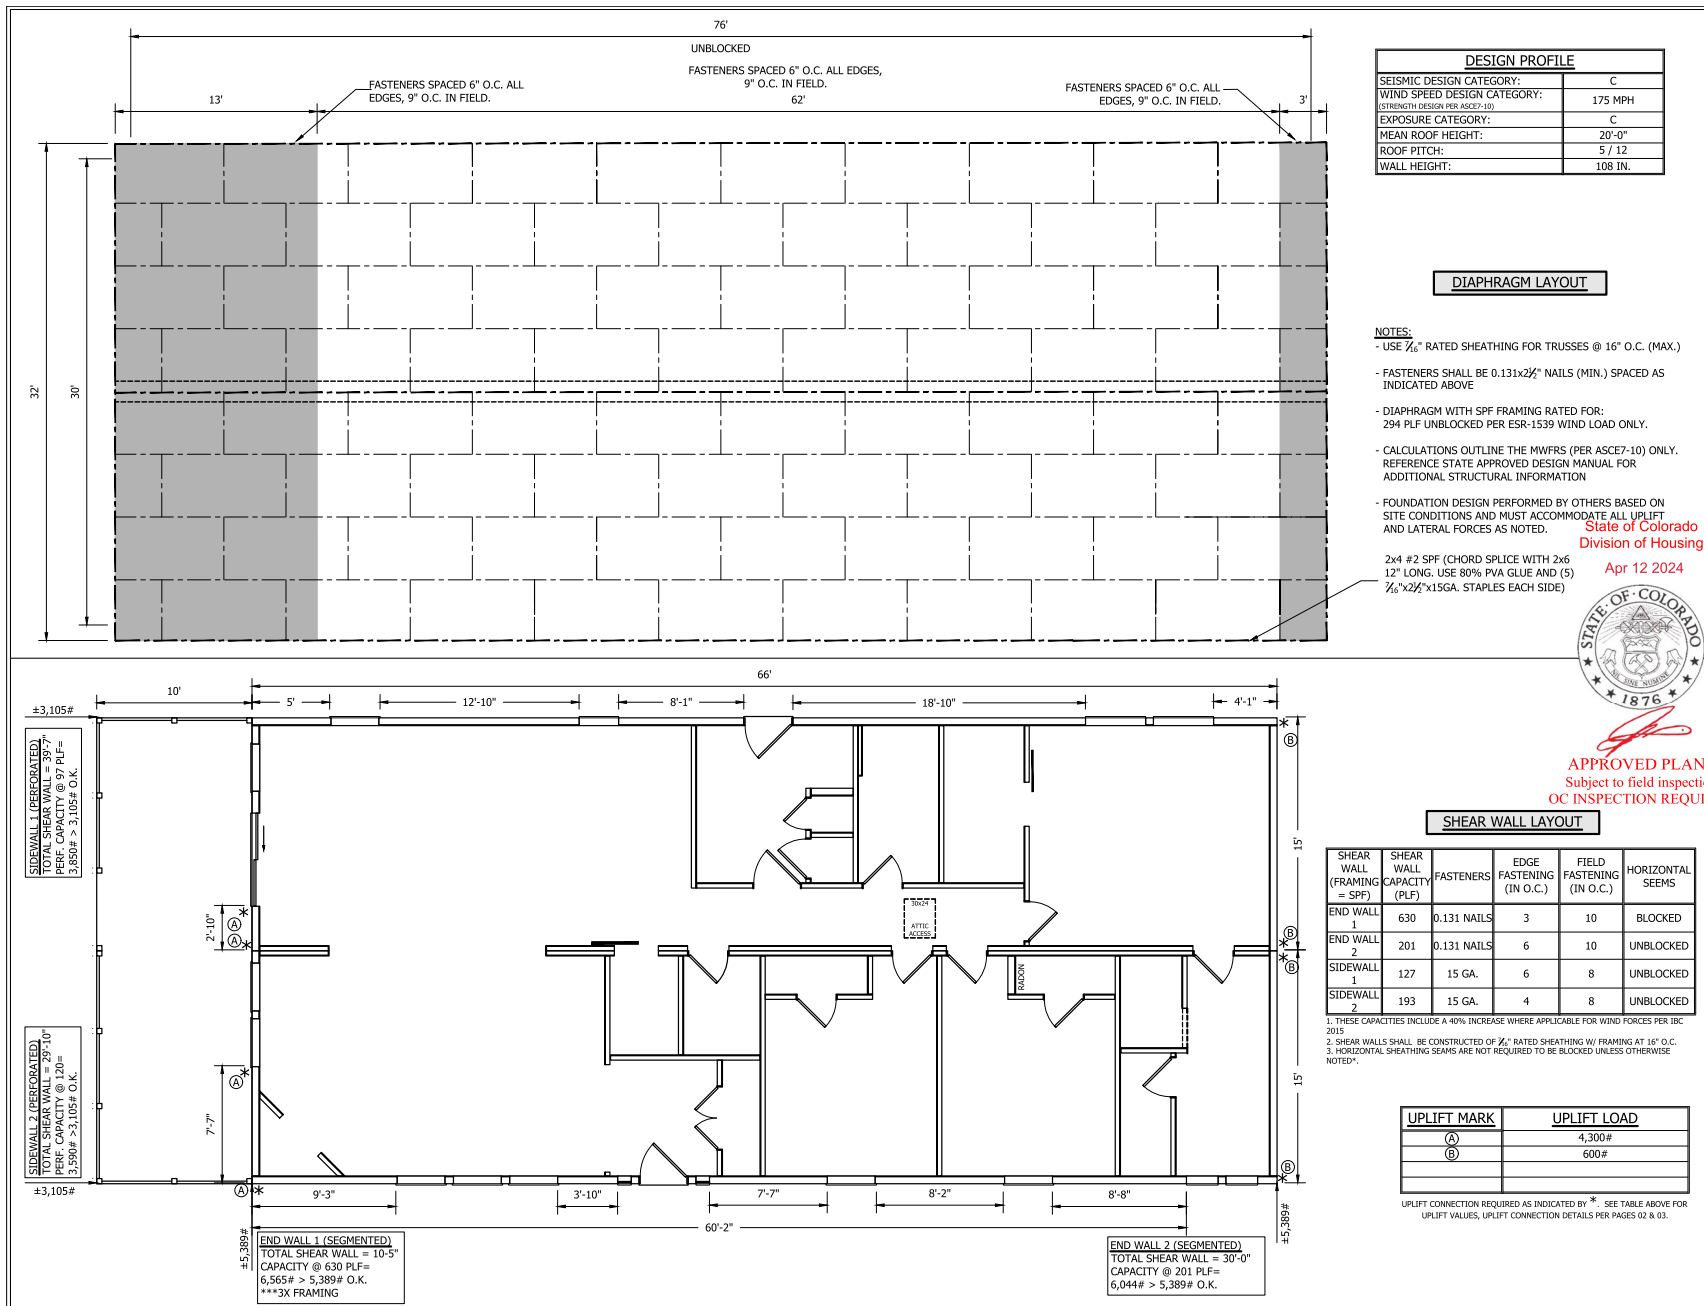 76'
UNBLOCKED
FASTENERS SPACED 6" O.C. ALL EDGES,
9" O.C. IN FIELD.
FASTENERS SPACED 6" O.C. ALL
EDGES, 9" O.C. IN FIELD.
FASTENERS SPACED 6" O.C. ALL
EDGES, 9" O.C. IN FIELD.
13'
62'
3'
32'
30'
DESIGN PROFILE
SEISMIC DESIGN CATEGORY: C
WIND SPEED DESIGN CATEGORY: 175 MPH
(STRENGTH DESIGN PER ASCE7-10)
EXPOSURE CATEGORY: C
MEAN ROOF HEIGHT: 20'-0"
ROOF PITCH: 5 / 12
WALL HEIGHT: 108 IN.
DIAPHRAGM LAYOUT
NOTES:
- USE 7/16" RATED SHEATHING FOR TRUSSES @ 16" O.C. (MAX.)
- FASTENERS SHALL BE 0.131x21/2" NAILS (MIN.) SPACED AS
INDICATED ABOVE
- DIAPHRAGM WITH SPF FRAMING RATED FOR:
294 PLF UNBLOCKED PER ESR-1539 WIND LOAD ONLY.
- CALCULATIONS OUTLINE THE MWFRS (PER ASCE7-10) ONLY.
REFERENCE STATE APPROVED DESIGN MANUAL FOR
ADDITIONAL STRUCTURAL INFORMATION
- FOUNDATION DESIGN PERFORMED BY OTHERS BASED ON
SITE CONDITIONS AND MUST ACCOMMODATE ALL UPLIFT
AND LATERAL FORCES AS NOTED.
2x4 #2 SPF (CHORD SPLICE WITH 2x6
12" LONG. USE 80% PVA GLUE AND (5)
7/16"x21/2"x15GA. STAPLES EACH SIDE)
State of Colorado
Division of Housing
Apr 12 2024
STATE·OF·COLORADO
NIL SINE NUMINE
1876
APPROVED PLAN
Subject to field inspecti
OC INSPECTION REQUI
66'
10'
5'
12'-10"
8'-1"
18'-10"
4'-1"
±3,105#
SIDEWALL 1 (PERFORATED)
TOTAL SHEAR WALL = 39'-7"
PERF. CAPACITY @ 97 PLF=
3,850# > 3,105# O.K.
SIDEWALL 2 (PERFORATED)
TOTAL SHEAR WALL = 29'-10"
PERF. CAPACITY @ 120=
3,590# >3,105# O.K.
±3,105#
2'-10"
7'-7"
A
A
A
A
B
B
B
B
15'
15'
30x24
ATTIC
ACCESS
RADON
9'-3"
3'-10"
7'-7"
8'-2"
8'-8"
60'-2"
±5,389#
±5,389#
END WALL 1 (SEGMENTED)
TOTAL SHEAR WALL = 10-5"
CAPACITY @ 630 PLF=
6,565# > 5,389# O.K.
***3X FRAMING
END WALL 2 (SEGMENTED)
TOTAL SHEAR WALL = 30'-0"
CAPACITY @ 201 PLF=
6,044# > 5,389# O.K.
SHEAR WALL LAYOUT
SHEAR WALL (FRAMING = SPF) SHEAR WALL CAPACITY (PLF) FASTENERS EDGE FASTENING (IN O.C.) FIELD FASTENING (IN O.C.) HORIZONTAL SEEMS
END WALL 1 630 0.131 NAILS 3 10 BLOCKED
END WALL 2 201 0.131 NAILS 6 10 UNBLOCKED
SIDEWALL 1 127 15 GA. 6 8 UNBLOCKED
SIDEWALL 2 193 15 GA. 4 8 UNBLOCKED
1. THESE CAPACITIES INCLUDE A 40% INCREASE WHERE APPLICABLE FOR WIND FORCES PER IBC
2015
2. SHEAR WALLS SHALL BE CONSTRUCTED OF 7/16" RATED SHEATHING W/ FRAMING AT 16" O.C.
3. HORIZONTAL SHEATHING SEAMS ARE NOT REQUIRED TO BE BLOCKED UNLESS OTHERWISE
NOTED*.
UPLIFT MARK UPLIFT LOAD
A 4,300#
B 600#
UPLIFT CONNECTION REQUIRED AS INDICATED BY *. SEE TABLE ABOVE FOR
UPLIFT VALUES, UPLIFT CONNECTION DETAILS PER PAGES 02 & 03.